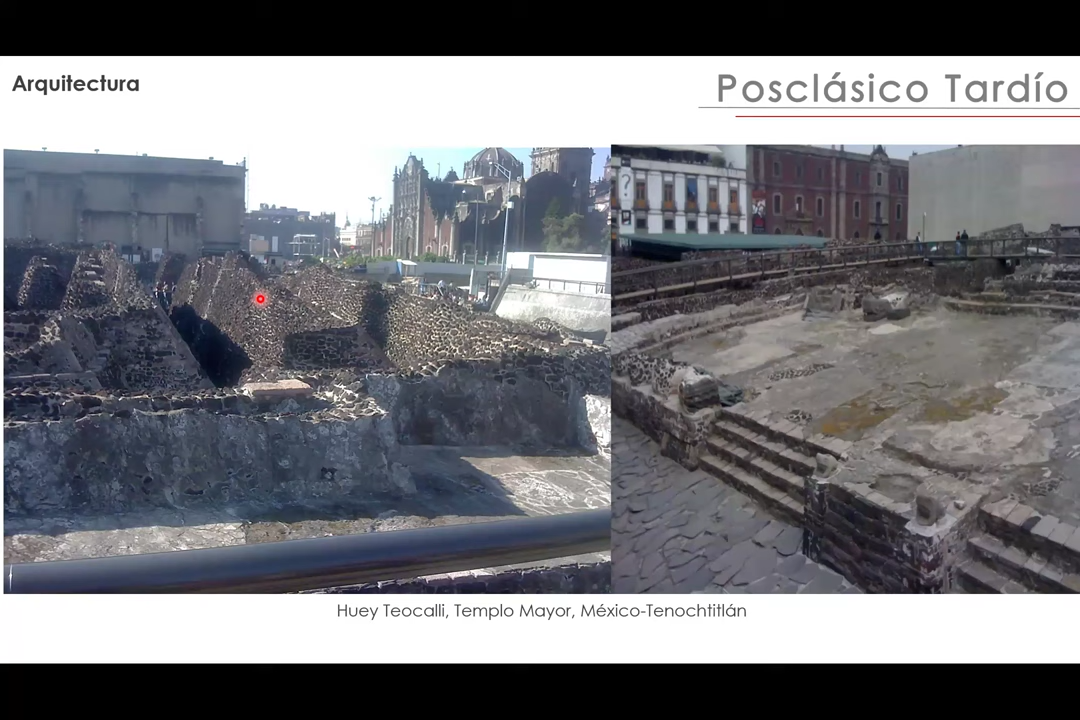 Arquitectura
Posclásico Tardío
?
Huey Teocalli, Templo Mayor, México-Tenochtitlán